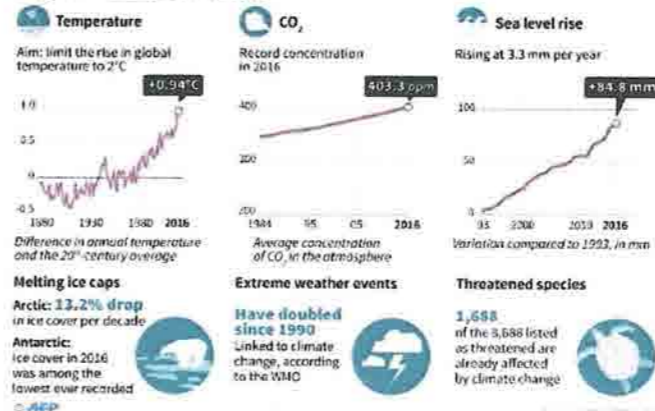 Temperature
Aim: limit the rise in global
temperature to 2°C
+0.94°C
1.0
0.5
0
-0.5
1880
1930
1980
2016
Difference in annual temperature
and the 20th-century average
CO2
Record concentration
in 2016
403.3 ppm
400
200
1984
95
05
2016
Average concentration
of CO2 in the atmosphere
Sea level rise
Rising at 3.3 mm per year
+84.8 mm
100
50
0
93
2000
2010
2016
Variation compared to 1993, in mm
Melting ice caps
Arctic: 13.2% drop
in ice cover per decade
Antarctic:
Ice cover in 2016
was among the
lowest ever recorded
© AFP
Extreme weather events
Have doubled
since 1990
Linked to climate
change, according
to the WMO
Threatened species
1,688
of the 8,688 listed
as threatened are
already affected
by climate change